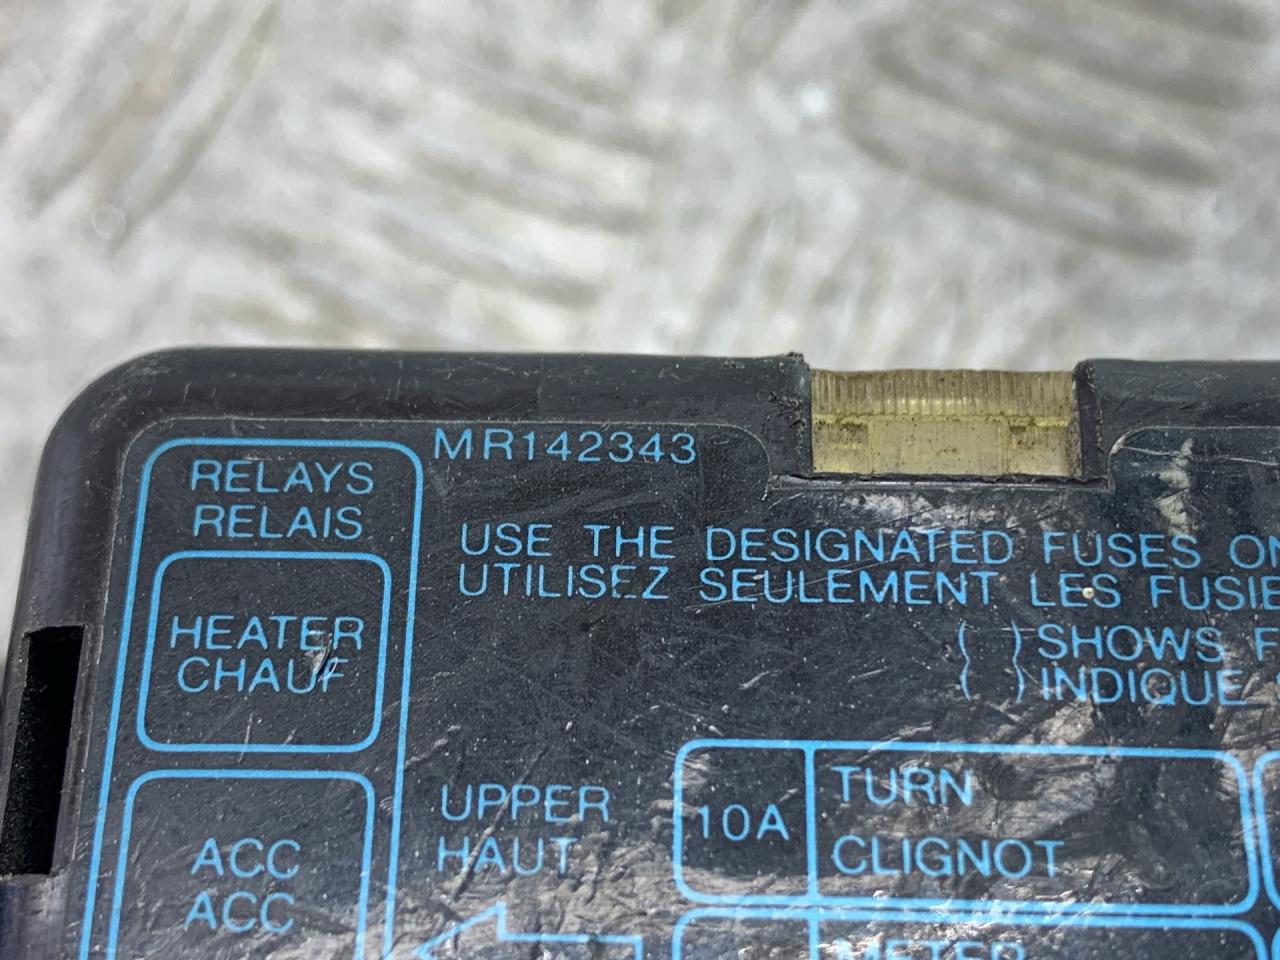 MR142343
RELAYS
RELAIS
USE THE DESIGNATED FUSES
UTILISEZ SEULEMENT LES
HEATER
CHAUF
( ) SHOWS
( ) INDIQUE
UPPER
HAUT
10A
TURN
CLIGNOT
ACC
ACC
METER